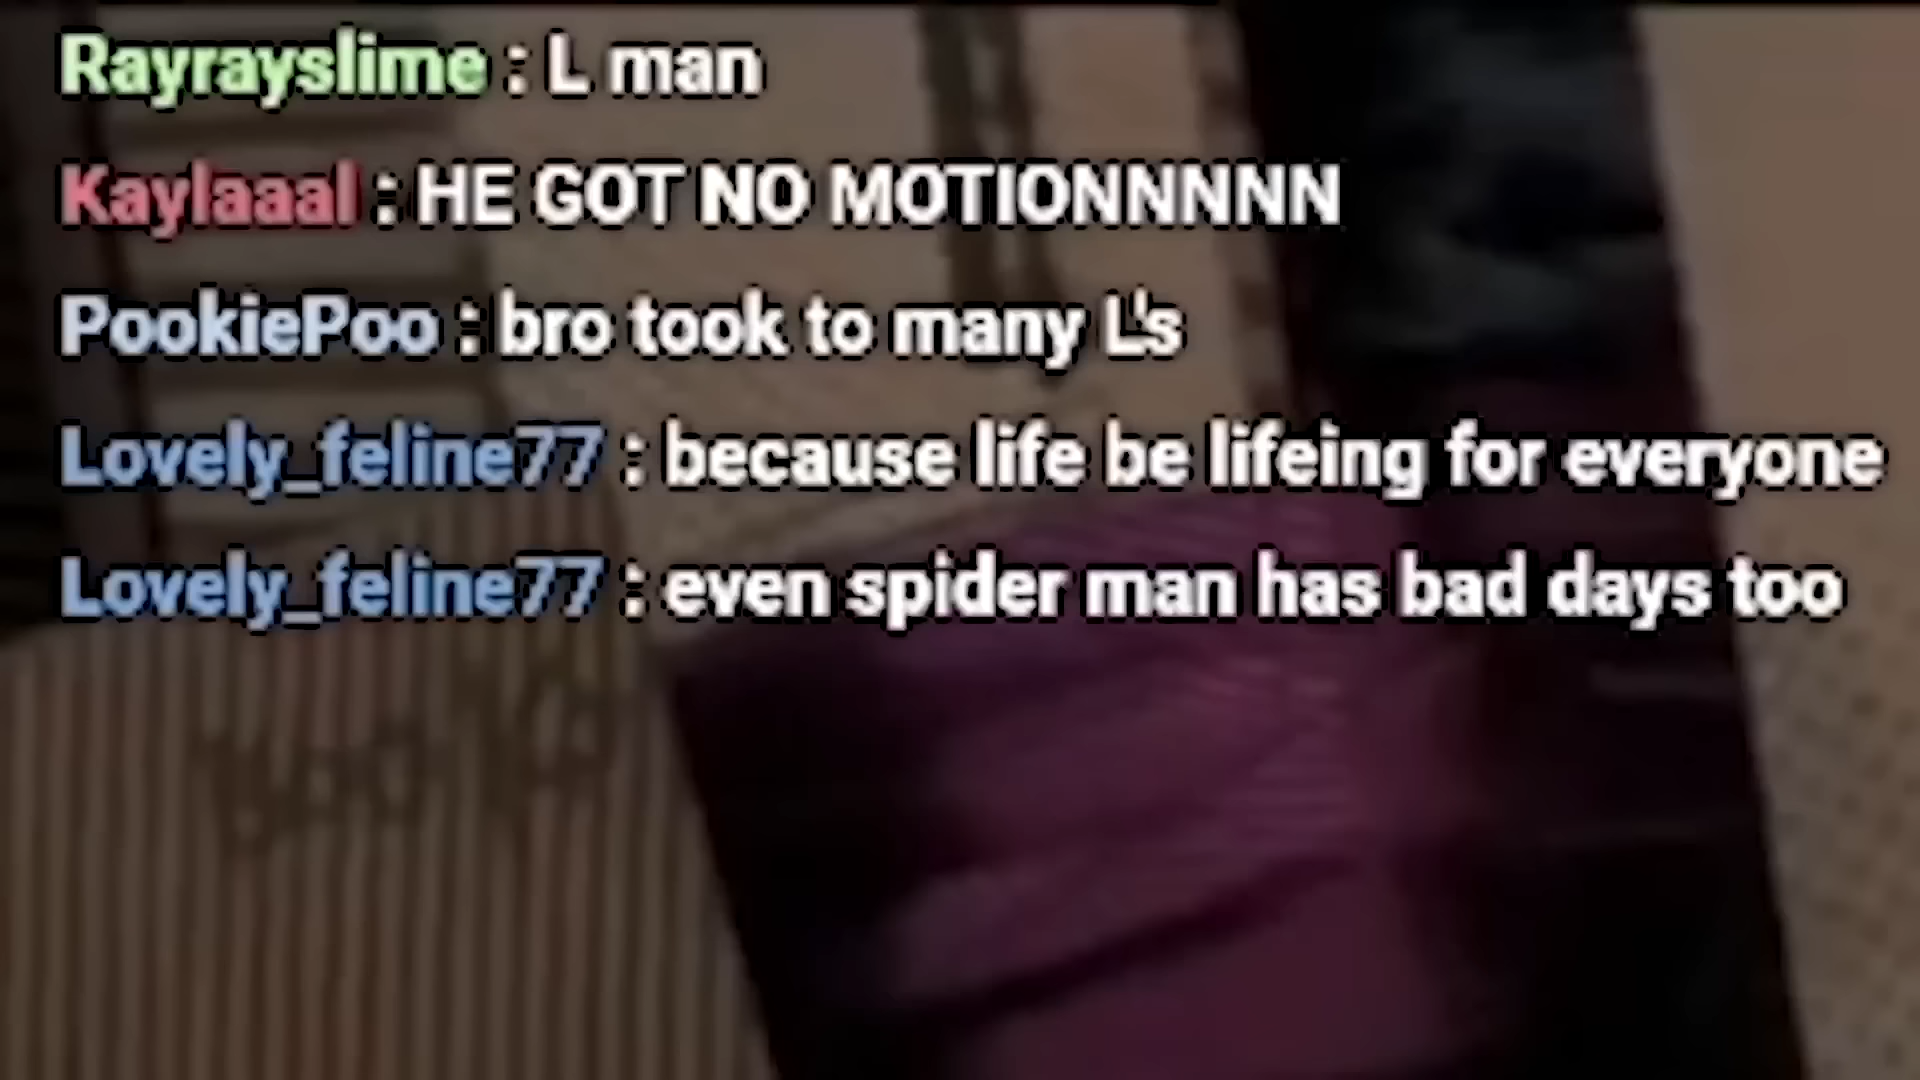 Rayrayslime : L man
Kaylaaal : HE GOT NO MOTIONNNNN
PookiePoo : bro took to many L's
Lovely_feline77 : because life be lifeing for everyone
Lovely_feline77 : even spider man has bad days too